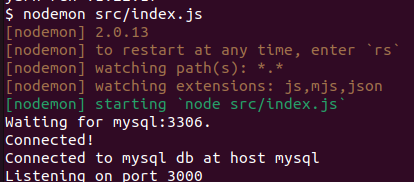 $ nodemon src/index.js
[nodemon] 2.0.13
[nodemon] to restart at any time, enter `rs`
[nodemon] watching path(s): *.*
[nodemon] watching extensions: js,mjs,json
[nodemon] starting `node src/index.js`
Waiting for mysql:3306.
Connected!
Connected to mysql db at host mysql
Listening on port 3000